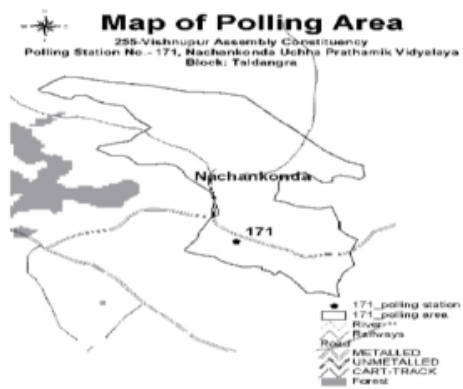 Map of Polling Area
255-Vishnupur Assembly Constituency
Polling Station No.- 171, Nachankonda Uchha Prathamik Vidyalaya
Block: Taldangra
Nachankonda
171
171_polling station
171_polling area
River
Railways
Road
METALLED
UNMETALLED
CART-TRACK
Forest